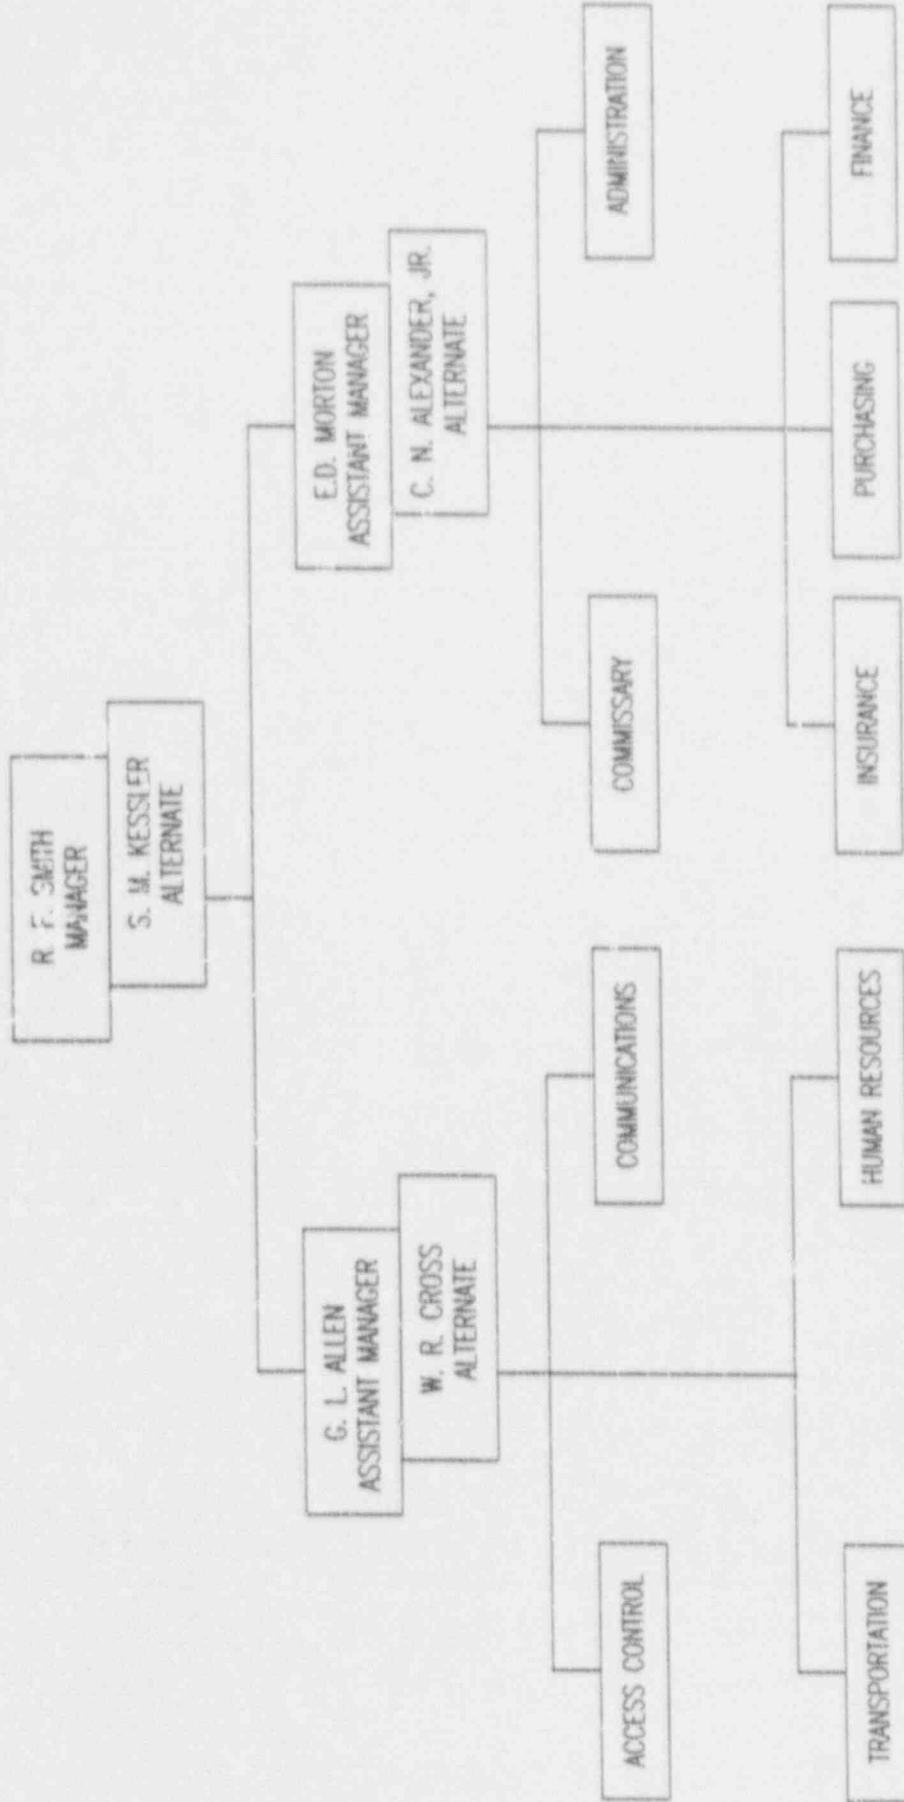 R. F. SMITH
MANAGER
S. M. KESSLER
ALTERNATE
G. L. ALLEN
ASSISTANT MANAGER
W. R. CROSS
ALTERNATE
E.D. MORTON
ASSISTANT MANAGER
C. N. ALEXANDER, JR.
ALTERNATE
ACCESS CONTROL
COMMUNICATIONS
COMMISSARY
ADMINISTRATION
TRANSPORTATION
HUMAN RESOURCES
INSURANCE
PURCHASING
FINANCE